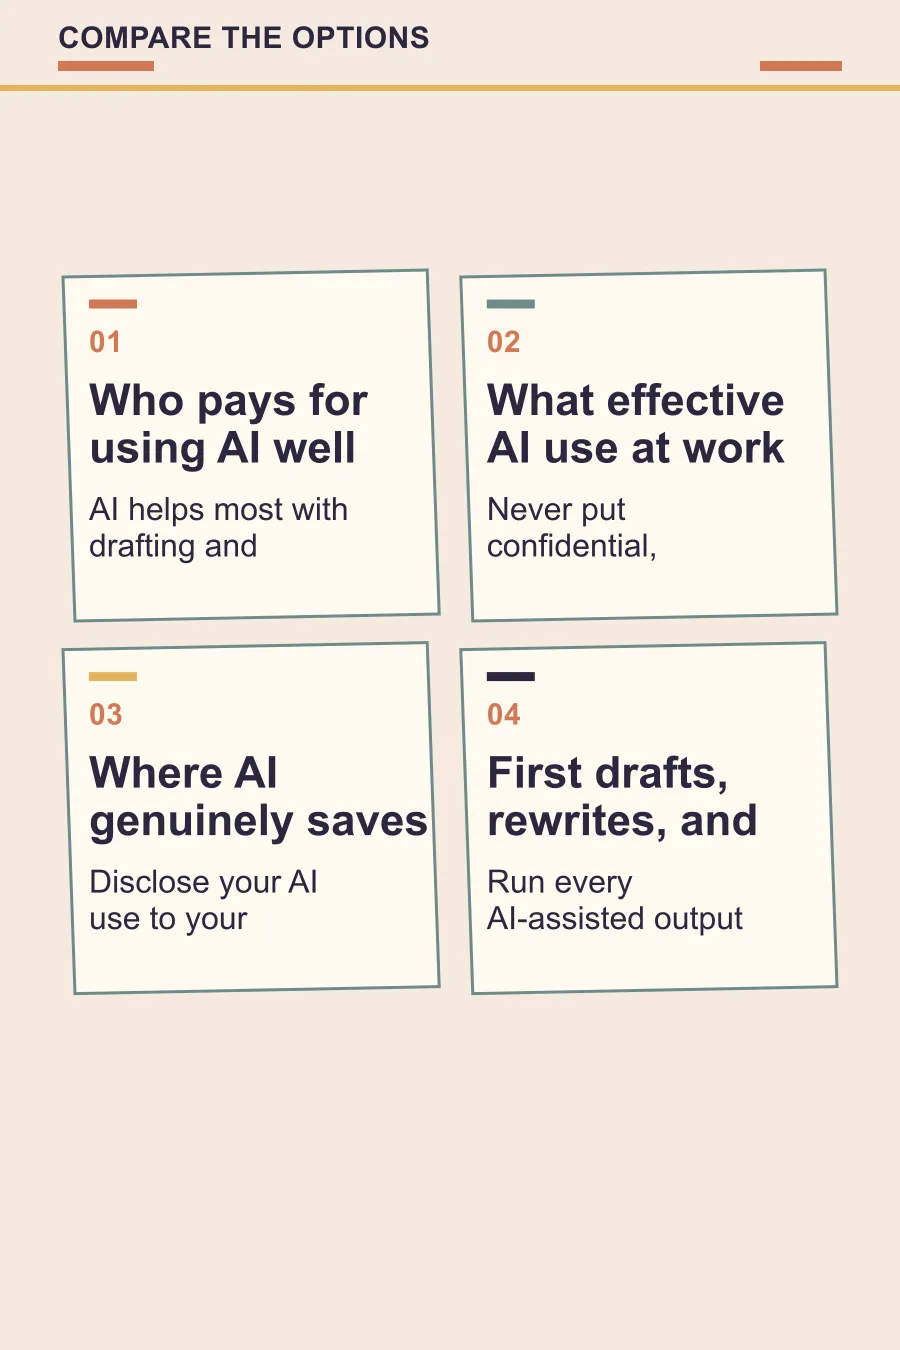 COMPARE THE OPTIONS
01
Who pays for
using AI well
AI helps most with
drafting and
02
What effective
AI use at work
Never put
confidential,
03
Where AI
genuinely saves
Disclose your AI
use to your
04
First drafts,
rewrites, and
Run every
AI-assisted output